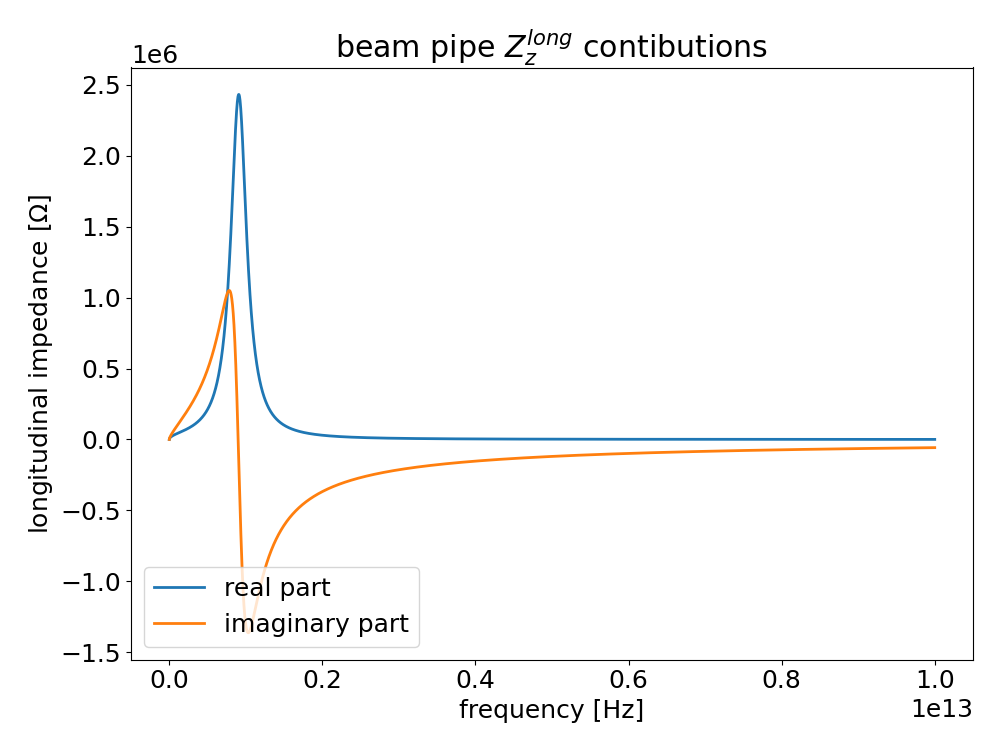 beam pipe $Z_z^{long}$ contibutions
1e6
2.5
2.0
1.5
1.0
0.5
0.0
−0.5
−1.0
−1.5
longitudinal impedance [Ω]
real part
imaginary part
0.0 0.2 0.4 0.6 0.8 1.0
frequency [Hz]
1e13